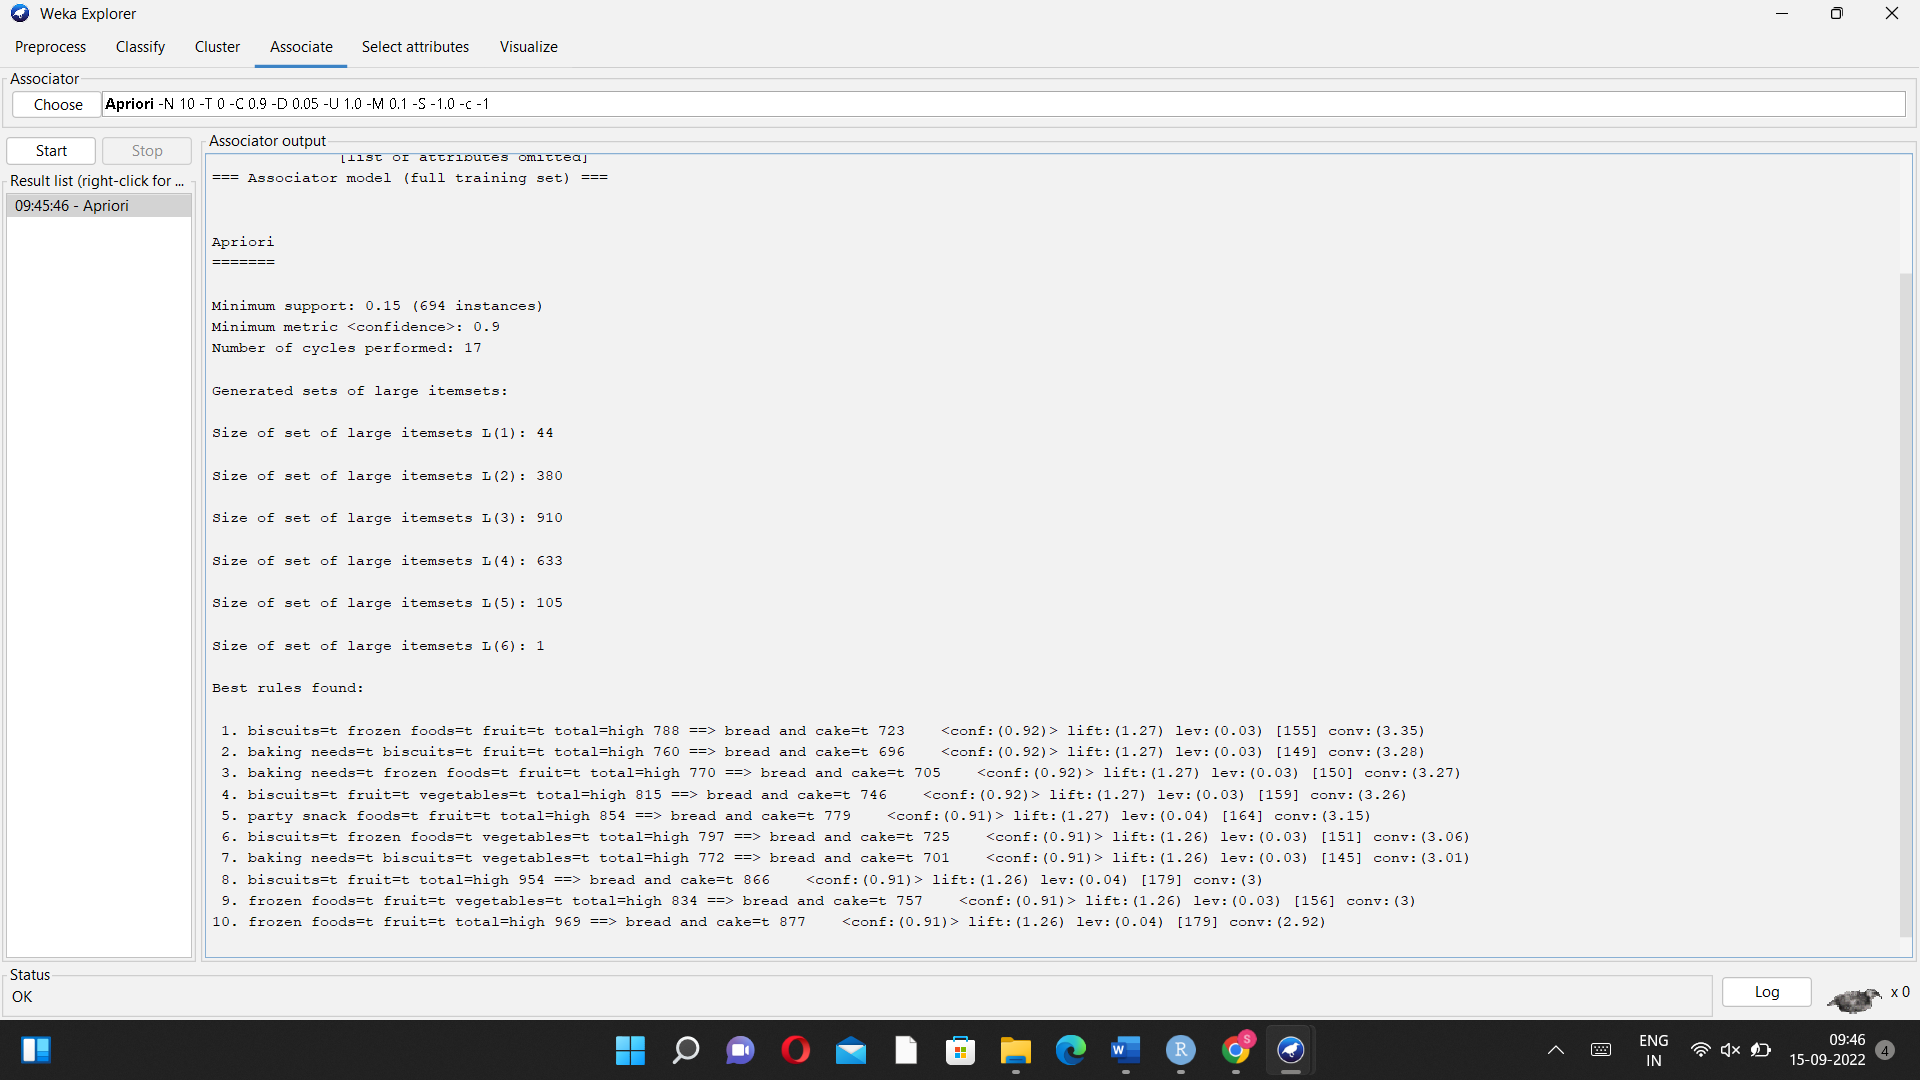 Weka Explorer
Preprocess Classify Cluster Associate Select attributes Visualize
Associator
Choose Apriori -N 10 -T 0 -C 0.9 -D 0.05 -U 1.0 -M 0.1 -S -1.0 -c -1
Start Stop
Result list (right-click for ...
09:45:46 - Apriori
Associator output
[list of attributes omitted]
=== Associator model (full training set) ===
Apriori
=======
Minimum support: 0.15 (694 instances)
Minimum metric <confidence>: 0.9
Number of cycles performed: 17
Generated sets of large itemsets:
Size of set of large itemsets L(1): 44
Size of set of large itemsets L(2): 380
Size of set of large itemsets L(3): 910
Size of set of large itemsets L(4): 633
Size of set of large itemsets L(5): 105
Size of set of large itemsets L(6): 1
Best rules found:
1. biscuits=t frozen foods=t fruit=t total=high 788 ==> bread and cake=t 723 <conf:(0.92)> lift:(1.27) lev:(0.03) [155] conv:(3.35)
2. baking needs=t biscuits=t fruit=t total=high 760 ==> bread and cake=t 696 <conf:(0.92)> lift:(1.27) lev:(0.03) [149] conv:(3.28)
3. baking needs=t frozen foods=t fruit=t total=high 770 ==> bread and cake=t 705 <conf:(0.92)> lift:(1.27) lev:(0.03) [150] conv:(3.27)
4. biscuits=t fruit=t vegetables=t total=high 815 ==> bread and cake=t 746 <conf:(0.92)> lift:(1.27) lev:(0.03) [159] conv:(3.26)
5. party snack foods=t fruit=t total=high 854 ==> bread and cake=t 779 <conf:(0.91)> lift:(1.27) lev:(0.04) [164] conv:(3.15)
6. biscuits=t frozen foods=t vegetables=t total=high 797 ==> bread and cake=t 725 <conf:(0.91)> lift:(1.26) lev:(0.03) [151] conv:(3.06)
7. baking needs=t biscuits=t vegetables=t total=high 772 ==> bread and cake=t 701 <conf:(0.91)> lift:(1.26) lev:(0.03) [145] conv:(3.01)
8. biscuits=t fruit=t total=high 954 ==> bread and cake=t 866 <conf:(0.91)> lift:(1.26) lev:(0.04) [179] conv:(3)
9. frozen foods=t fruit=t vegetables=t total=high 834 ==> bread and cake=t 757 <conf:(0.91)> lift:(1.26) lev:(0.03) [156] conv:(3)
10. frozen foods=t fruit=t total=high 969 ==> bread and cake=t 877 <conf:(0.91)> lift:(1.26) lev:(0.04) [179] conv:(2.92)
Status
OK
Log
x 0
W
R
S
ENG
IN
09:46
15-09-2022
4